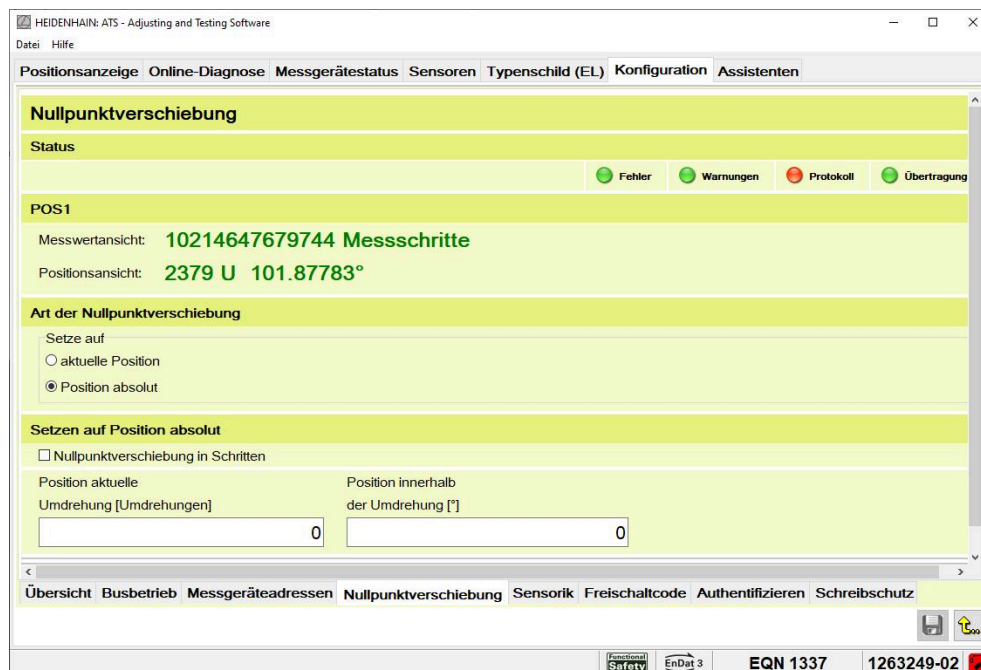 HEIDENHAIN: ATS - Adjusting and Testing Software
Datei Hilfe
Positionsanzeige Online-Diagnose Messgerätestatus Sensoren Typenschild (EL) Konfiguration Assistenten
Nullpunktverschiebung
Status
Fehler Warnungen Protokoll Übertragung
POS1
Messwertansicht: 10214647679744 Messschritte
Positionsansicht: 2379 U 101.87783°
Art der Nullpunktverschiebung
Setze auf
aktuelle Position
Position absolut
Setzen auf Position absolut
Nullpunktverschiebung in Schritten
Position aktuelle Position innerhalb
Umdrehung [Umdrehungen] der Umdrehung [°]
0 0
Übersicht Busbetrieb Messgeräteadressen Nullpunktverschiebung Sensorik Freischaltcode Authentifizieren Schreibschutz
Functional Safety EnDat 3 EQN 1337 1263249-02